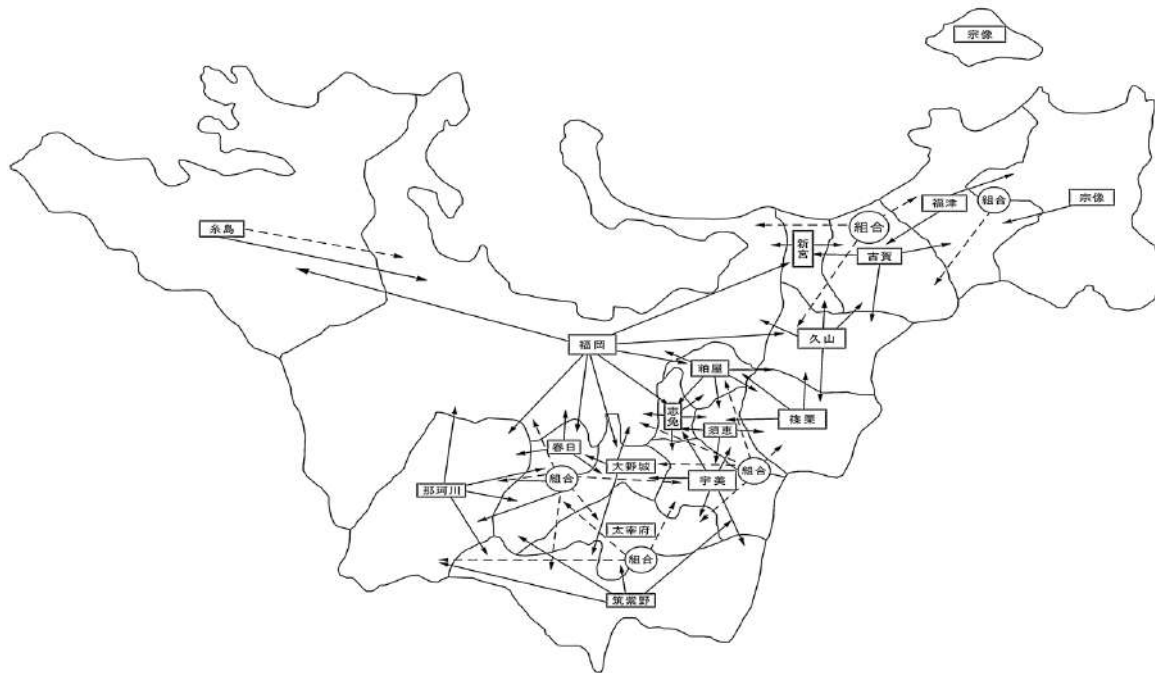 宗像
福津
組合
宗像
組合
糸島
新宮
古賀
福岡
久山
粕屋
志免
篠栗
須恵
春日
大野城
組合
宇美
組合
那珂川
太宰府
組合
筑紫野